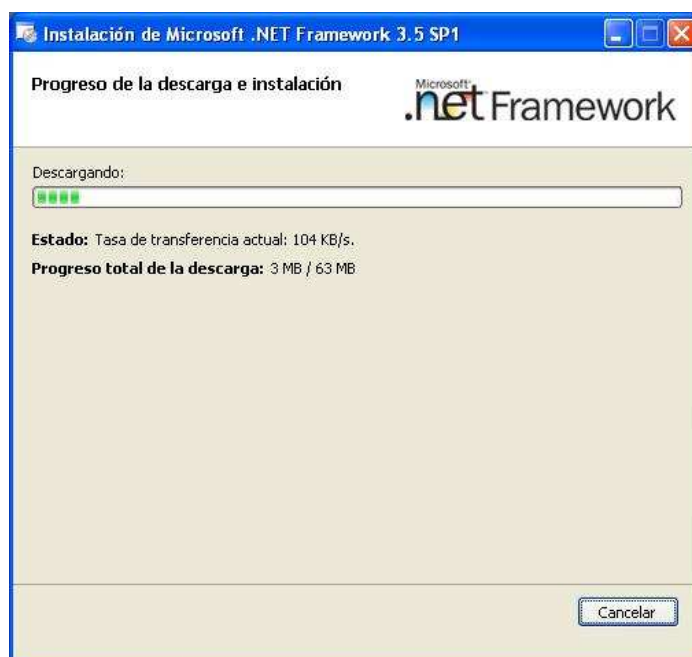 Instalación de Microsoft .NET Framework 3.5 SP1
Progreso de la descarga e instalación
Microsoft
.net Framework
Descargando:
Estado: Tasa de transferencia actual: 104 KB/s.
Progreso total de la descarga: 3 MB / 63 MB
Cancelar